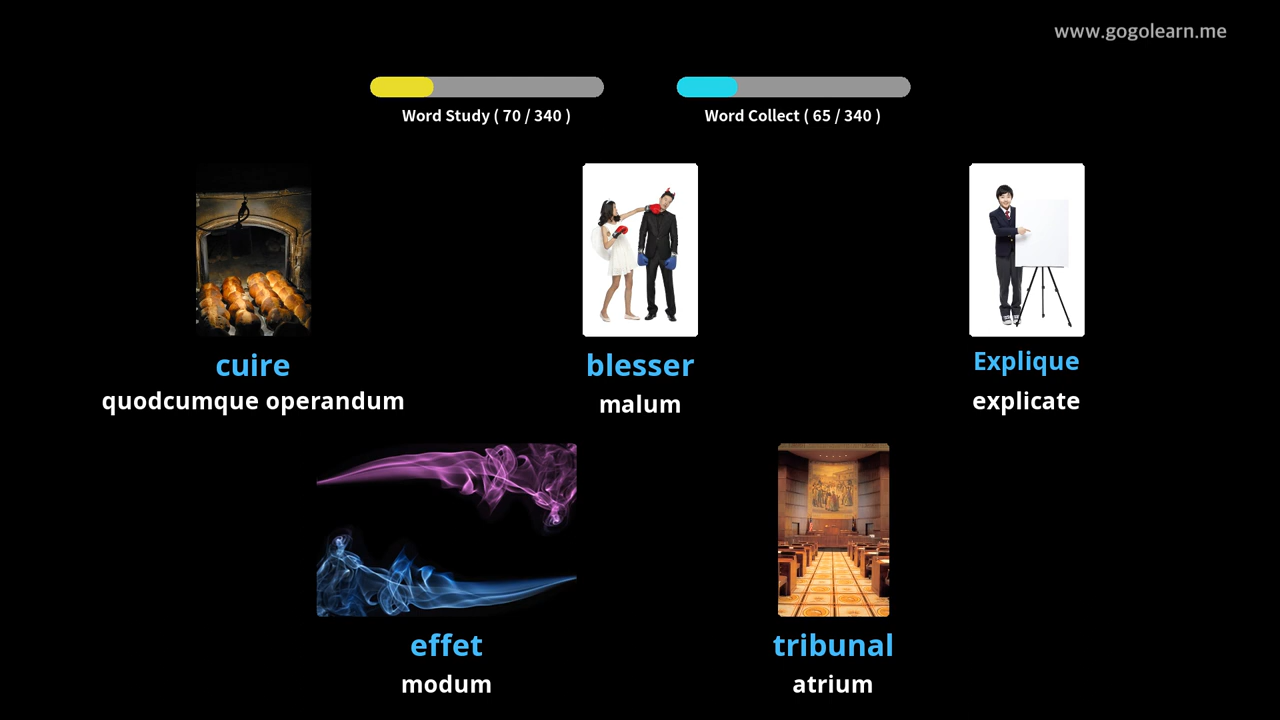 www.gogolearn.me
Word Study ( 70 / 340 )
Word Collect ( 65 / 340 )
cuire
quodcumque operandum
blesser
malum
Explique
explicate
effet
modum
tribunal
atrium